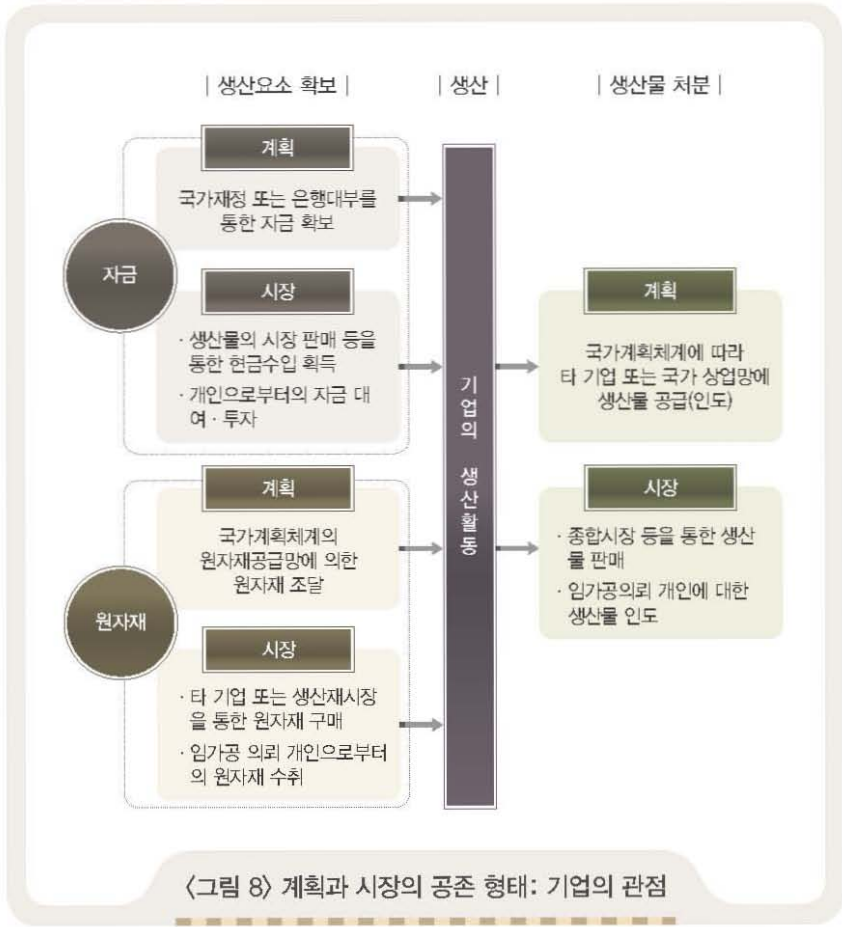 | 생산요소 확보 |
| 생산 |
| 생산물 처분 |
자금
계획
국가재정 또는 은행대부를
통한 자금 확보
시장
· 생산물의 시장 판매 등을
통한 현금수입 획득
· 개인으로부터의 자금 대
여 · 투자
원자재
계획
국가계획체계의
원자재공급망에 의한
원자재 조달
시장
· 타 기업 또는 생산재시장
을 통한 원자재 구매
· 임가공 의뢰 개인으로부터
의 원자재 수취
기업의 생산활동
계획
국가계획체계에 따라
타 기업 또는 국가 상업망에
생산물 공급(인도)
시장
· 종합시장 등을 통한 생산
물 판매
· 임가공의뢰 개인에 대한
생산물 인도
〈그림 8〉 계획과 시장의 공존 형태: 기업의 관점